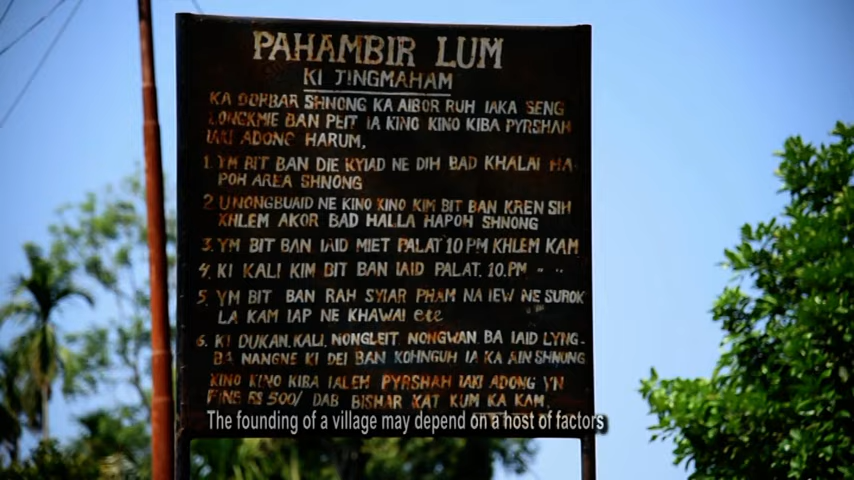 PAHAMBIR LUM
KI JINGMAHAM
KA DORBAR SHNONG KA AIBOR RUH IAKA SENG
LONGKMIE BAN PEIT IA KINO KINO KIBA PYRSHAH
IAKI ADONG HARUM,
1. YM BIT BAN DIE KYIAD NE DIH BAD KHALAI HA-
POH AREA SHNONG
2 UNONGBUAID NE KINO KINO KIM BIT BAN KREN SIH
KHLEM AKOR BAD HALLA HAPOH SHNONG
3. YM BIT BAN IAID MIET PALAT 10 PM KHLEM KAM
4. KI KALI KIM BIT BAN IAID PALAT. 10.PM " "
5. YM BIT BAN RAH SYIAR PHAM NA IEW NE SUROK
LA KAM IAP NE KHAWAI etc
6. KI DUKAN, KALI, NONGLEIT NONGWAN, BA IAID LYNG-
BA NANGNE KI DEI BAN KOHNGUH IA KA AIN SHNONG
KINO KINO KIBA IALEH PYRSHAH IAKI ADONG YN
FINE RS 500/ DAB BISHAR KAT KUM KA KAM.
The founding of a village may depend on a host of factors